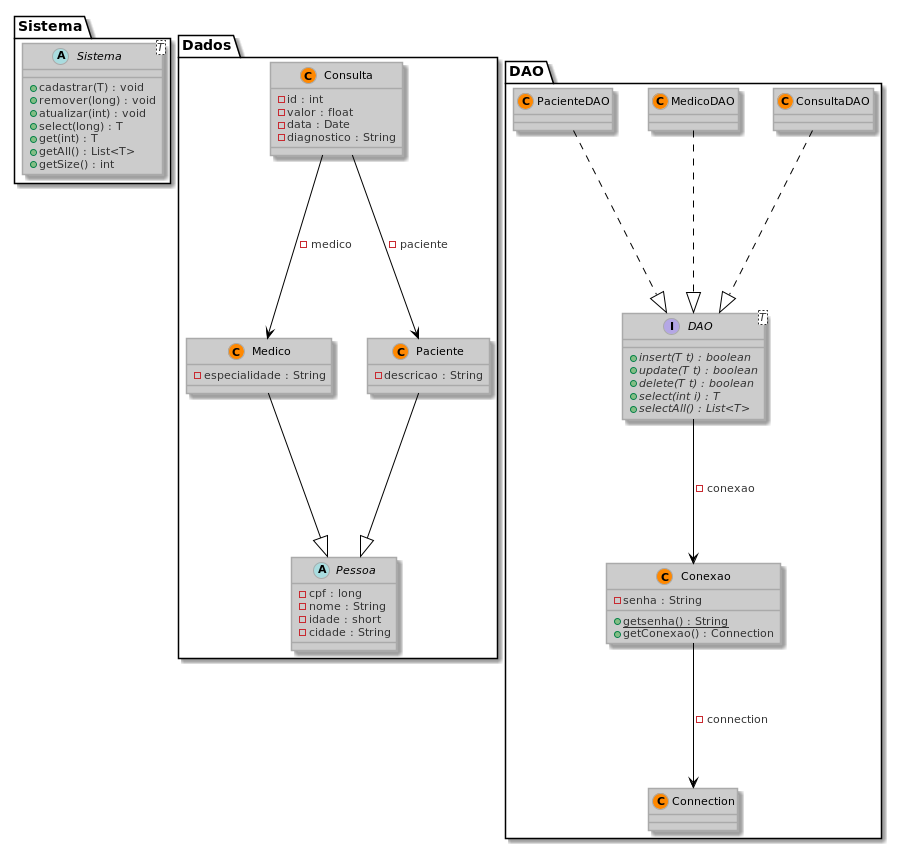 Sistema
A Sistema
T
cadastrar(T) : void
remover(long) : void
atualizar(int) : void
select(long) : T
get(int) : T
getAll() : List<T>
getSize() : int
Dados
C Consulta
id : int
valor : float
data : Date
diagnostico : String
medico
paciente
C Medico
especialidade : String
C Paciente
descricao : String
A Pessoa
cpf : long
nome : String
idade : short
cidade : String
DAO
C PacienteDAO
C MedicoDAO
C ConsultaDAO
I DAO
T
insert(T t) : boolean
update(T t) : boolean
delete(T t) : boolean
select(int i) : T
selectAll() : List<T>
conexao
C Conexao
senha : String
getsenha() : String
getConexao() : Connection
connection
C Connection